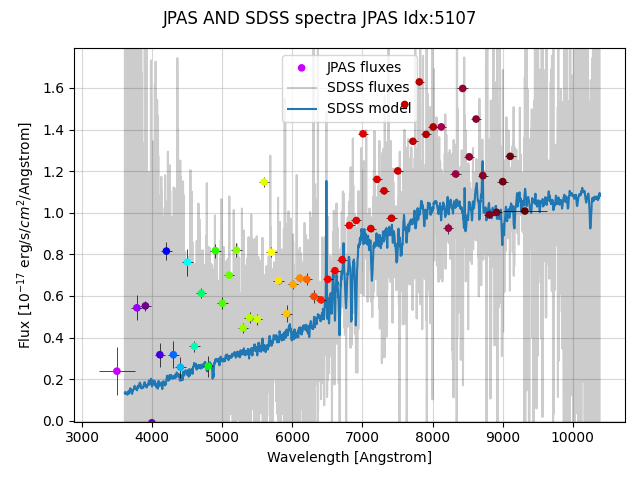 JPAS AND SDSS spectra JPAS Idx:5107
JPAS fluxes
SDSS fluxes
SDSS model
Flux [10⁻¹⁷ erg/s/cm²/Angstrom]
1.6
1.4
1.2
1.0
0.8
0.6
0.4
0.2
0.0
3000 4000 5000 6000 7000 8000 9000 10000
Wavelength [Angstrom]